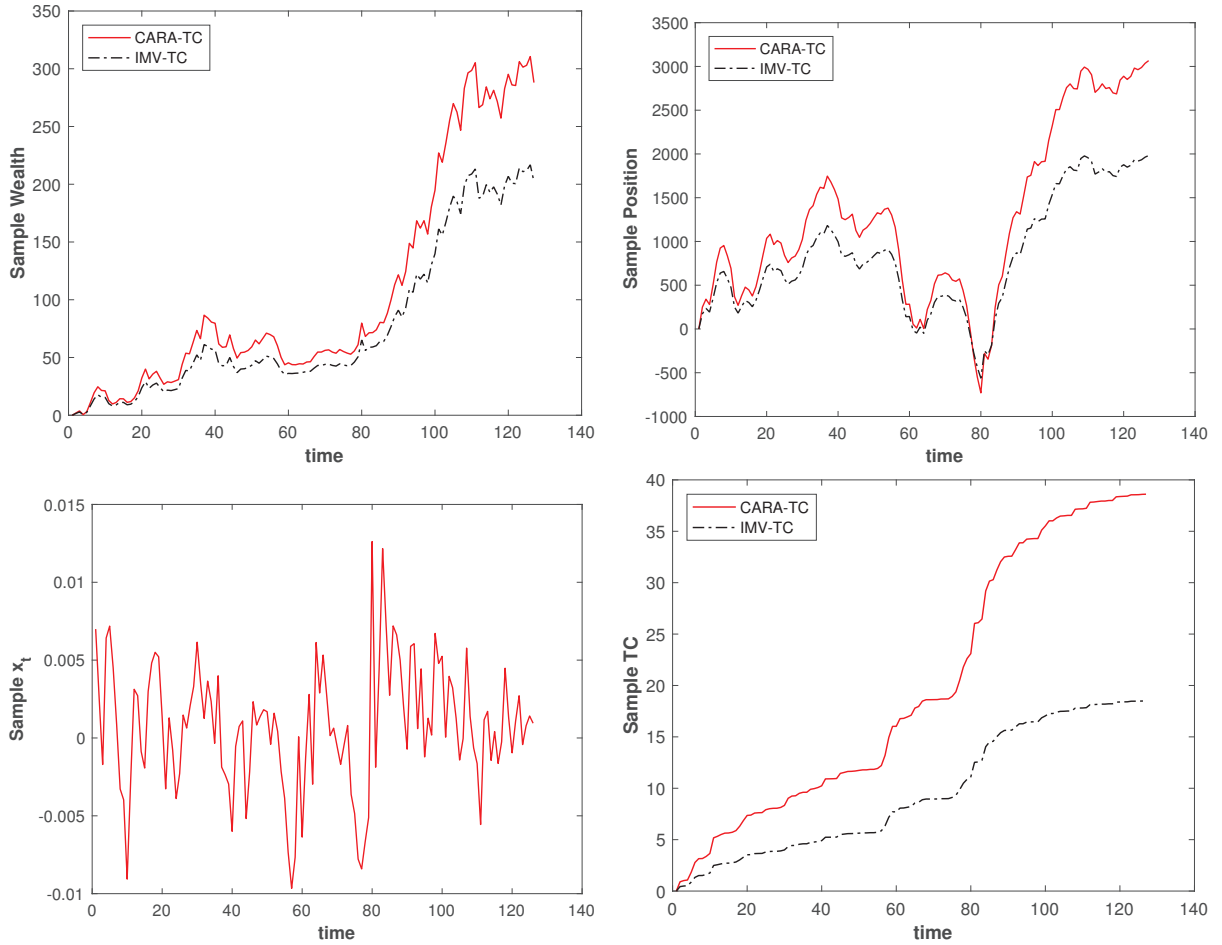 350
300
250
200
150
100
50
0
Sample Wealth
CARA-TC
IMV-TC
0 20 40 60 80 100 120 140
time
3500
3000
2500
2000
1500
1000
500
0
-500
-1000
Sample Position
CARA-TC
IMV-TC
0 20 40 60 80 100 120 140
time
0.015
0.01
0.005
0
-0.005
-0.01
Sample x_t
0 20 40 60 80 100 120 140
time
40
35
30
25
20
15
10
5
0
Sample TC
CARA-TC
IMV-TC
0 20 40 60 80 100 120 140
time